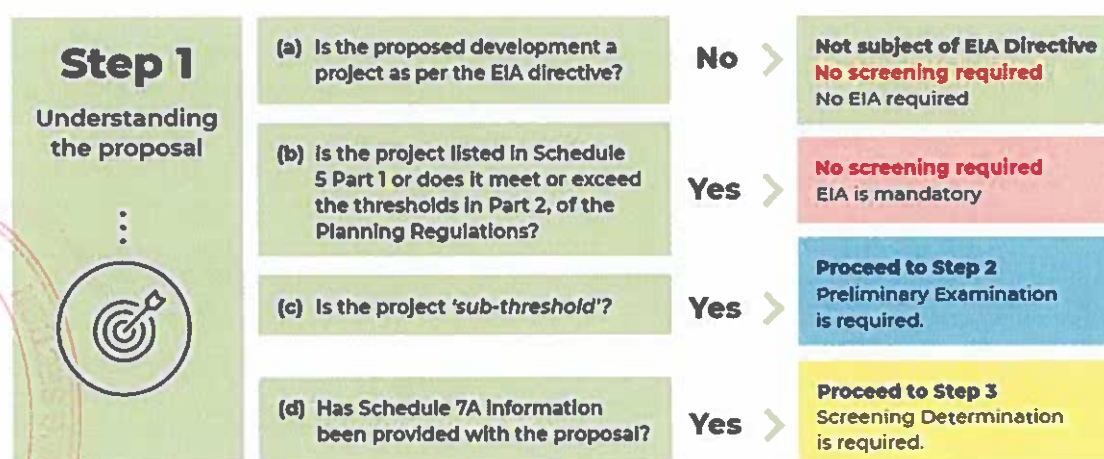 Step 1
Understanding
the proposal
(a) Is the proposed development a
project as per the EIA directive?
No
Not subject of EIA Directive
No screening required
No EIA required
(b) Is the project listed in Schedule
5 Part 1 or does it meet or exceed
the thresholds in Part 2, of the
Planning Regulations?
Yes
No screening required
EIA is mandatory
(c) Is the project 'sub-threshold'?
Yes
Proceed to Step 2
Preliminary Examination
is required.
(d) Has Schedule 7A Information
been provided with the proposal?
Yes
Proceed to Step 3
Screening Determination
is required.